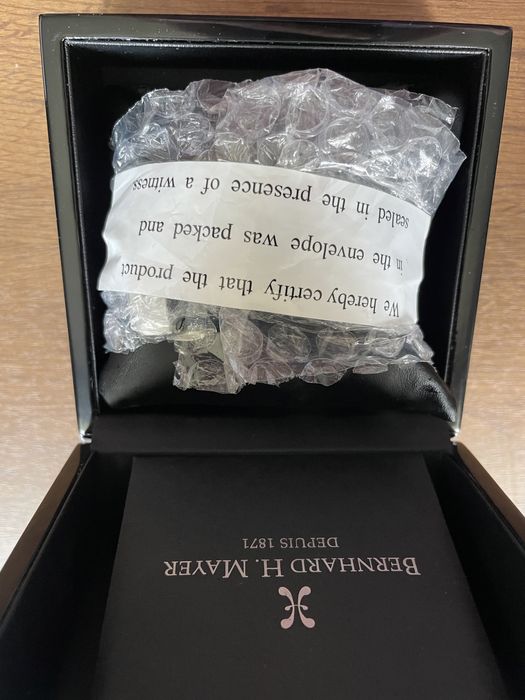 We hereby certify that the product
in the envelope was packed and
sealed in the presence of a witness
BERNHARD H. MAYER
DEPUIS 1871